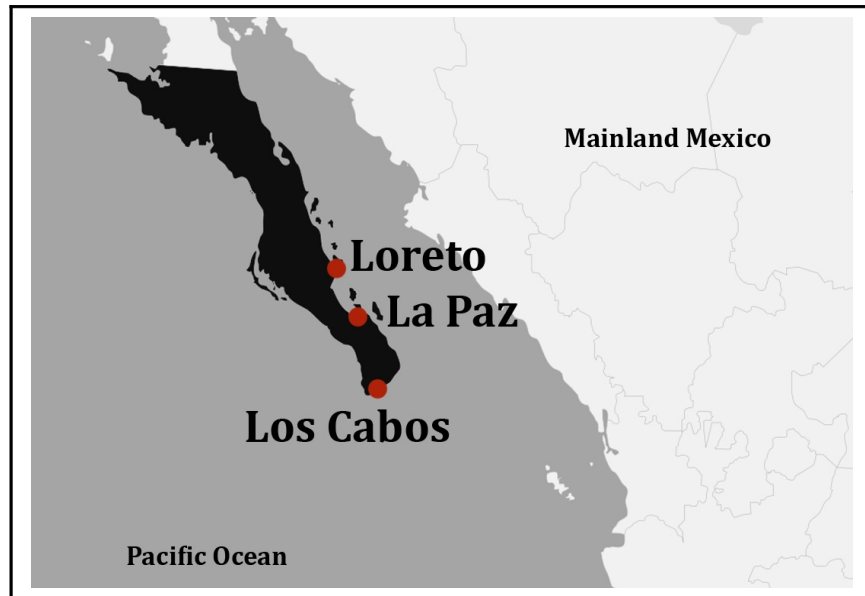 Mainland Mexico
Loreto
La Paz
Los Cabos
Pacific Ocean